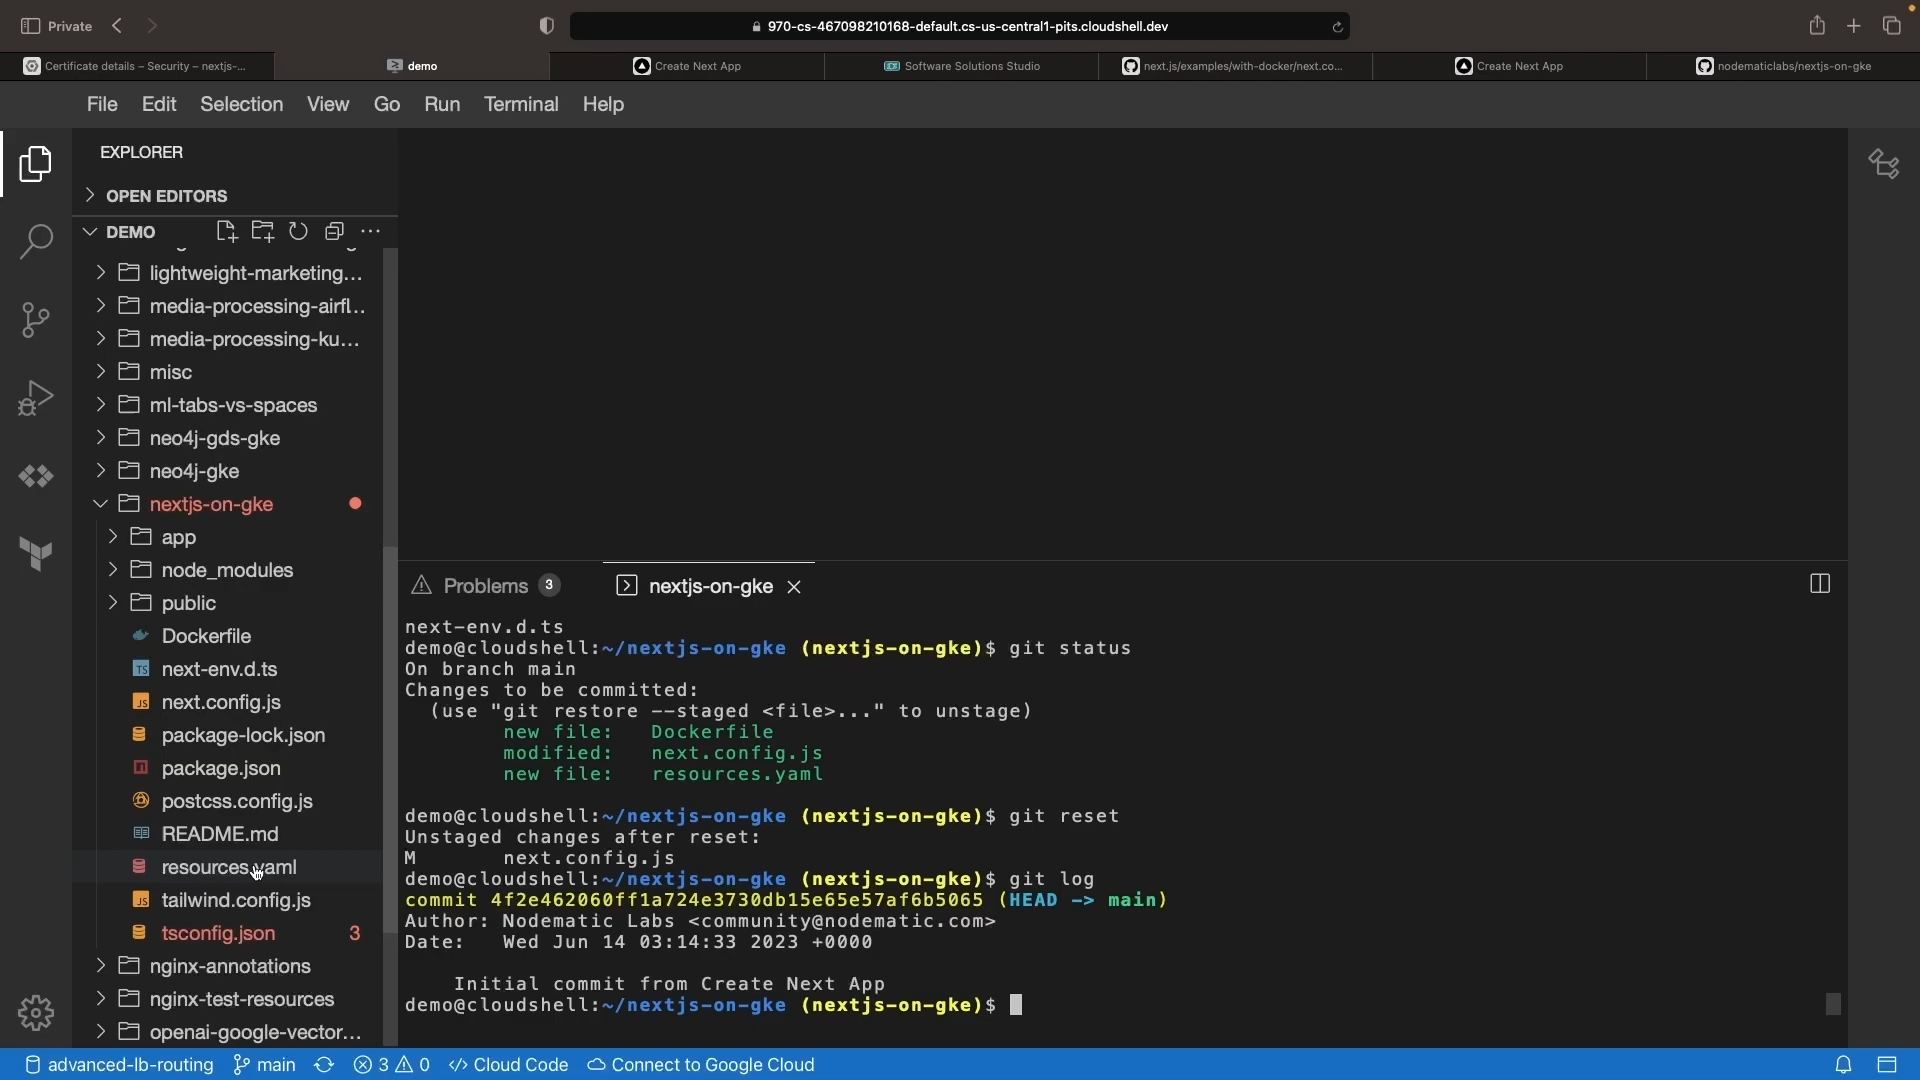 Private
970-cs-467098210168-default.cs-us-central1-pits.cloudshell.dev
Certificate details – Security – nextjs-...
demo
Create Next App
Software Solutions Studio
next.js/examples/with-docker/next.co...
Create Next App
nodematiclabs/nextjs-on-gke
File Edit Selection View Go Run Terminal Help
EXPLORER
OPEN EDITORS
DEMO
lightweight-marketing...
media-processing-airfl...
media-processing-ku...
misc
ml-tabs-vs-spaces
neo4j-gds-gke
neo4j-gke
nextjs-on-gke
app
node_modules
public
Dockerfile
next-env.d.ts
next.config.js
package-lock.json
package.json
postcss.config.js
README.md
resources.yaml
tailwind.config.js
tsconfig.json 3
nginx-annotations
nginx-test-resources
openai-google-vector...
Problems 3
nextjs-on-gke
next-env.d.ts
demo@cloudshell:~/nextjs-on-gke (nextjs-on-gke)$ git status
On branch main
Changes to be committed:
(use "git restore --staged <file>..." to unstage)
new file: Dockerfile
modified: next.config.js
new file: resources.yaml
demo@cloudshell:~/nextjs-on-gke (nextjs-on-gke)$ git reset
Unstaged changes after reset:
M next.config.js
demo@cloudshell:~/nextjs-on-gke (nextjs-on-gke)$ git log
commit 4f2e462060ff1a724e3730db15e65e57af6b5065 (HEAD -> main)
Author: Nodematic Labs <community@nodematic.com>
Date: Wed Jun 14 03:14:33 2023 +0000
Initial commit from Create Next App
demo@cloudshell:~/nextjs-on-gke (nextjs-on-gke)$
advanced-lb-routing main 3 0 Cloud Code Connect to Google Cloud